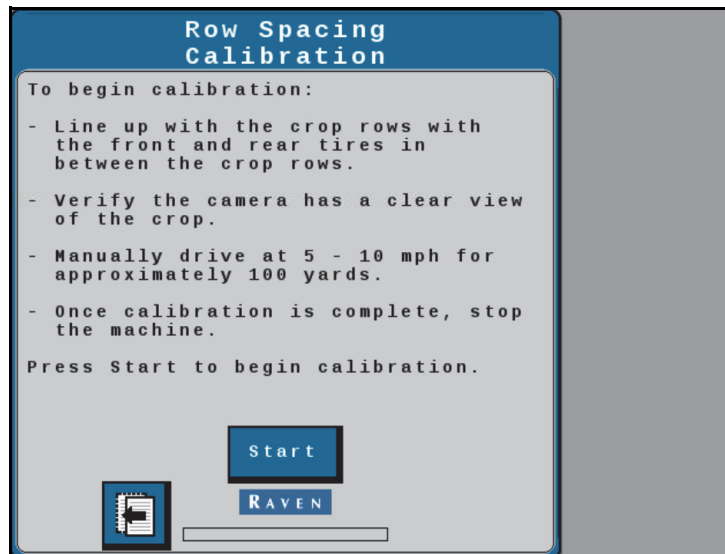 Row Spacing
Calibration
To begin calibration:
- Line up with the crop rows with
the front and rear tires in
between the crop rows.
- Verify the camera has a clear view
of the crop.
- Manually drive at 5 - 10 mph for
approximately 100 yards.
- Once calibration is complete, stop
the machine.
Press Start to begin calibration.
Start
RAVEN